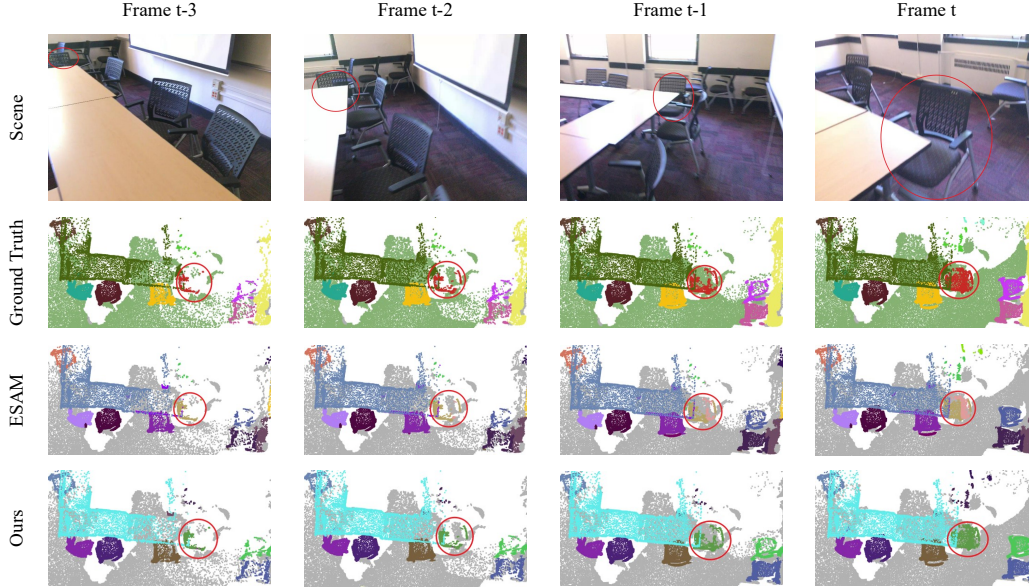 Frame t-3
Frame t-2
Frame t-1
Frame t
Scene
Ground Truth
ESAM
Ours